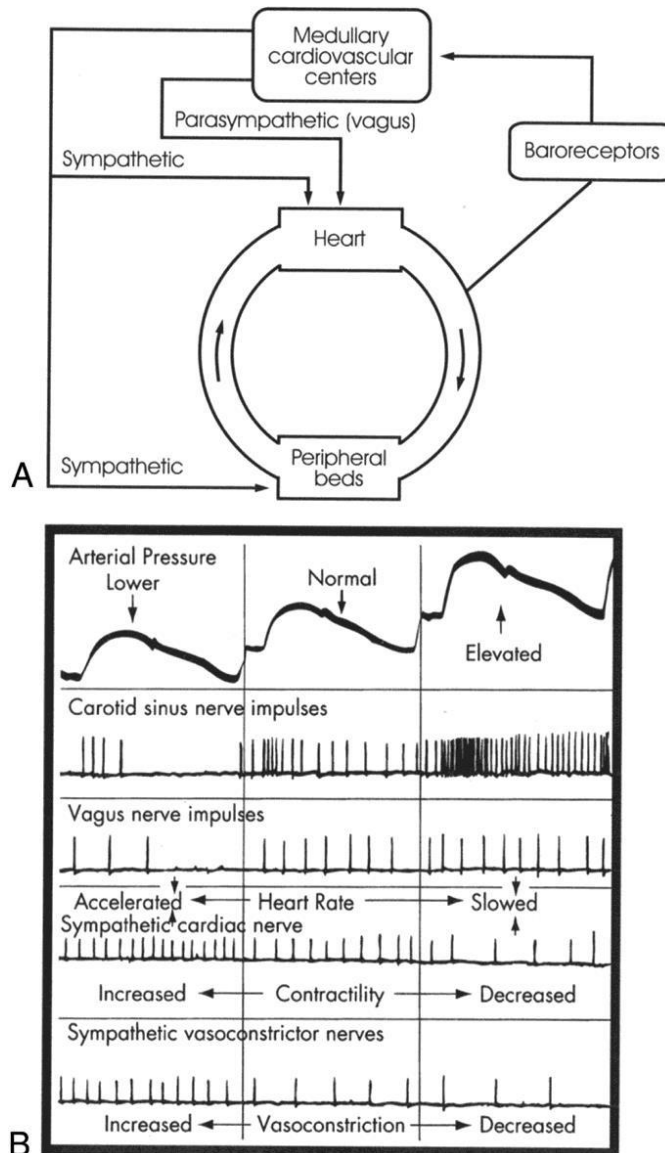 Medullary
cardiovascular
centers
Parasympathetic (vagus)
Baroreceptors
Sympathetic
Heart
Sympathetic
Peripheral
beds
A
Arterial Pressure
Lower
Normal
Elevated
Carotid sinus nerve impulses
Vagus nerve impulses
Accelerated Heart Rate Slowed
Sympathetic cardiac nerve
Increased Contractility Decreased
Sympathetic vasoconstrictor nerves
Increased Vasoconstriction Decreased
B